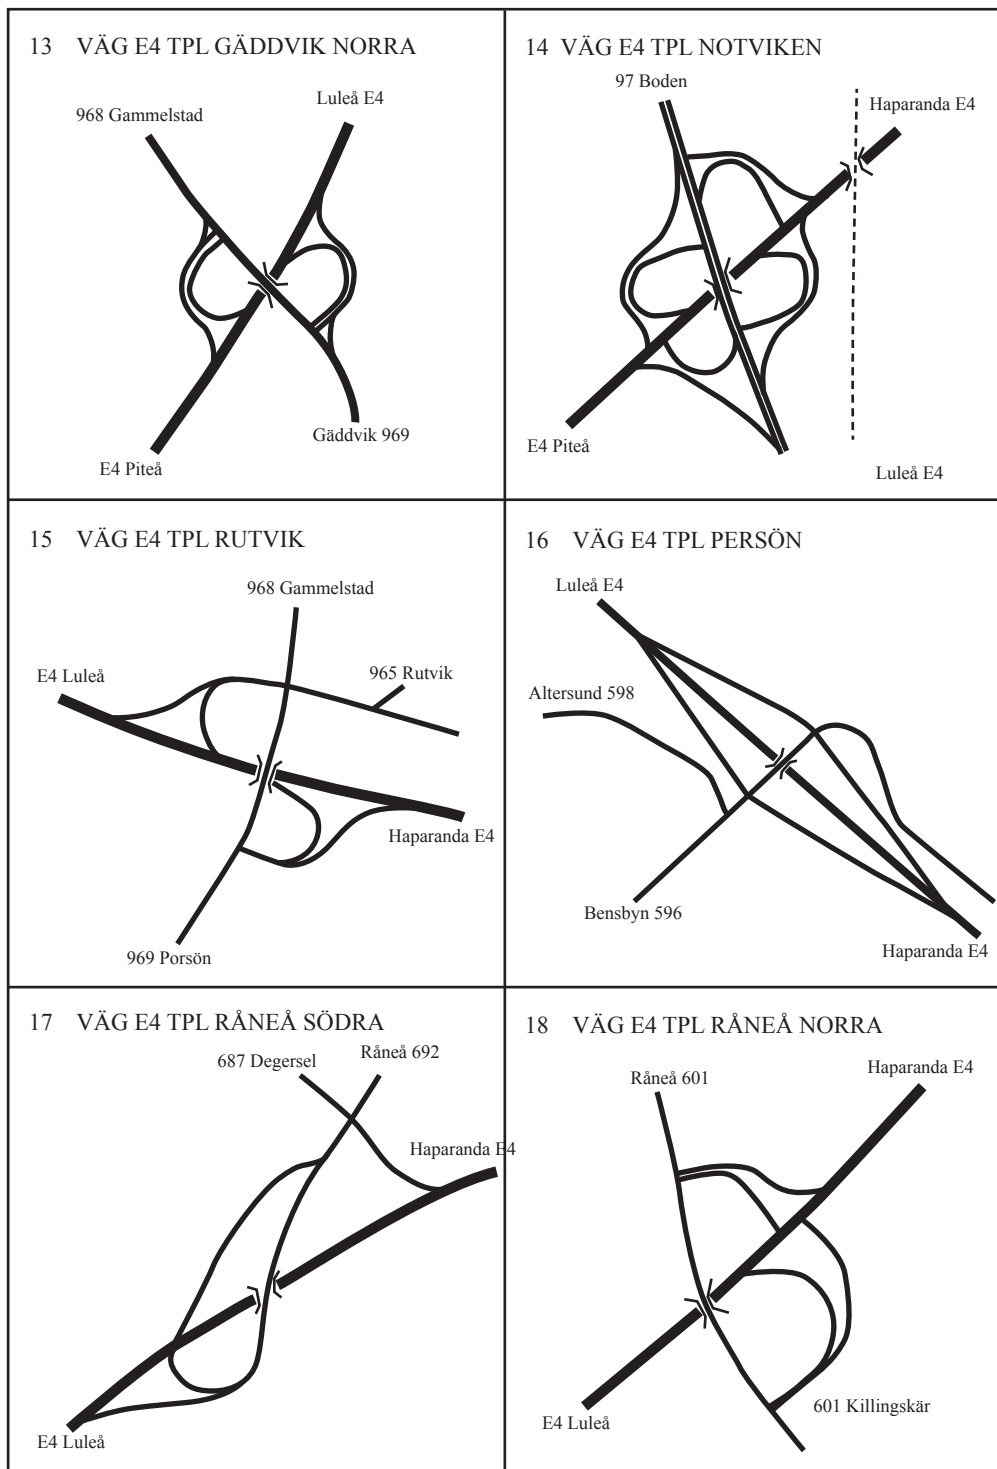 13 VÄG E4 TPL GÄDDVIK NORRA
Luleå E4
968 Gammelstad
Gäddvik 969
E4 Piteå
14 VÄG E4 TPL NOTVIKEN
97 Boden
Haparanda E4
E4 Piteå
Luleå E4
15 VÄG E4 TPL RUTVIK
968 Gammelstad
E4 Luleå
965 Rutvik
Haparanda E4
969 Porsön
16 VÄG E4 TPL PERSÖN
Luleå E4
Altersund 598
Bensbyn 596
Haparanda E4
17 VÄG E4 TPL RÅNEÅ SÖDRA
687 Degersel
Råneå 692
Haparanda E4
E4 Luleå
18 VÄG E4 TPL RÅNEÅ NORRA
Haparanda E4
Råneå 601
601 Killingskär
E4 Luleå